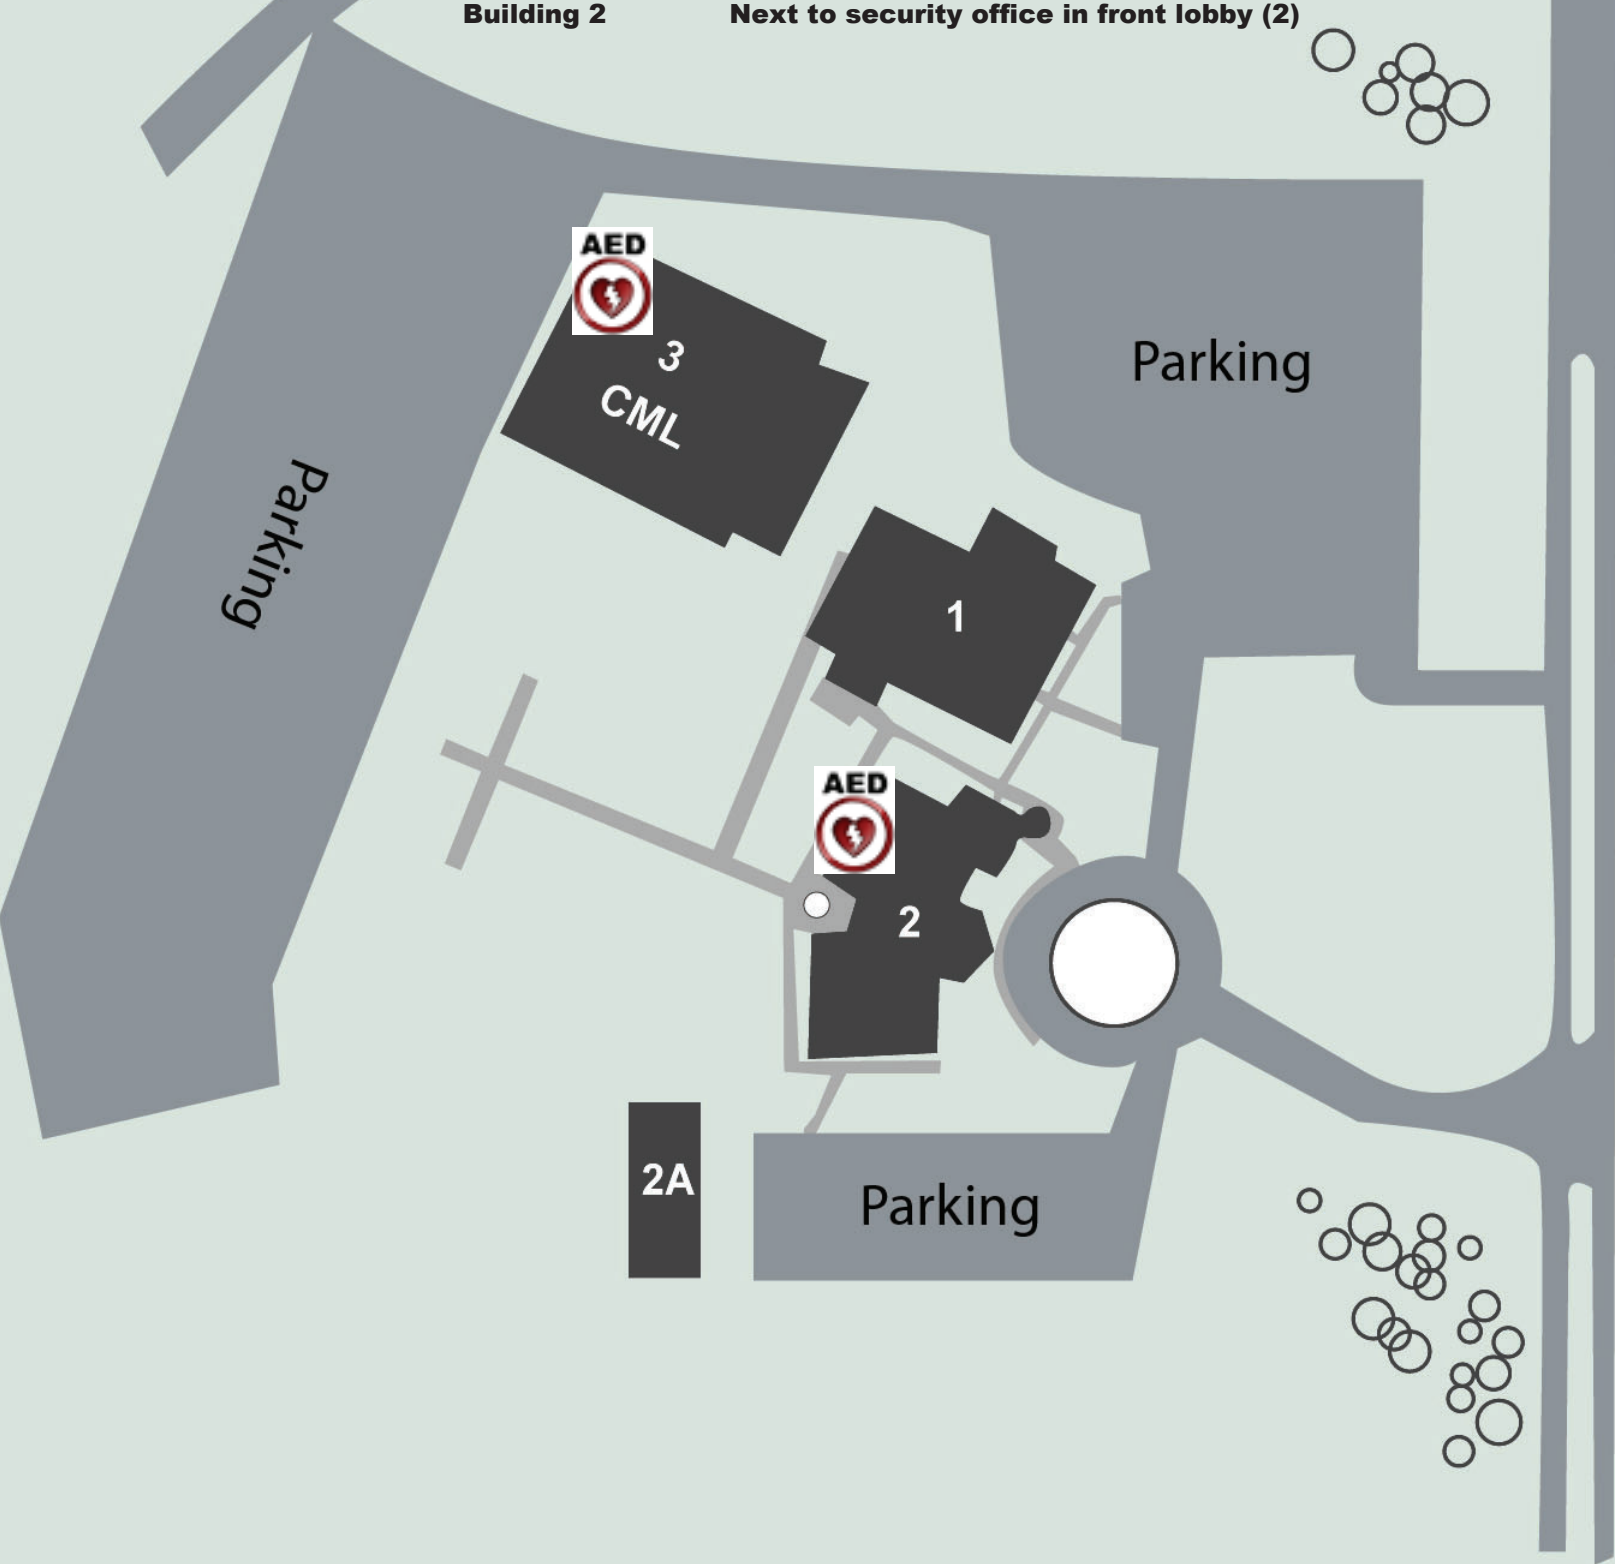 Building 2 Next to security office in front lobby (2)
AED
3
CML
Parking
Parking
1
AED
2
2A
Parking